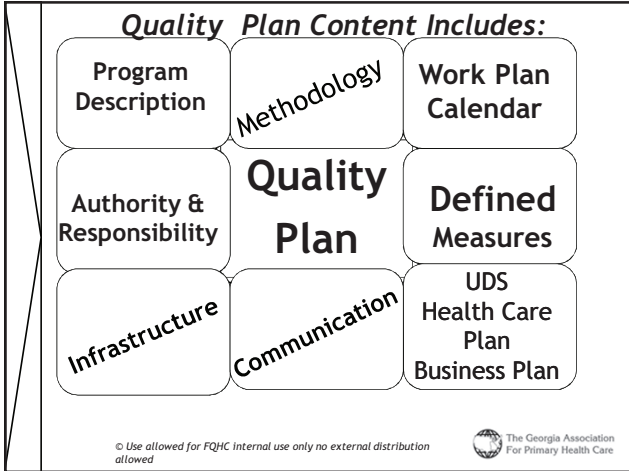 Quality Plan Content Includes:
Program
Description
Methodology
Work Plan
Calendar
Authority &
Responsibility
Quality
Plan
Defined
Measures
Infrastructure
Communication
UDS
Health Care
Plan
Business Plan
© Use allowed for FQHC internal use only no external distribution
allowed
The Georgia Association
For Primary Health Care